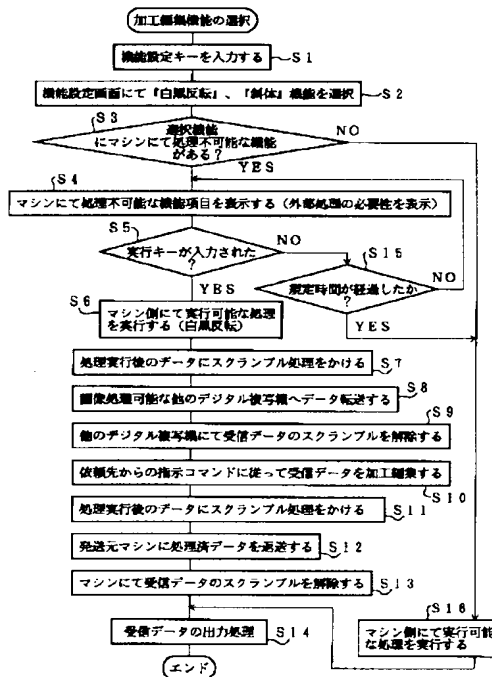 加工編集機能の選択
機能設定キーを入力する
S1
機能設定画面にて『白黒反転』、『斜体』機能を選択
S2
S3
選択機能
にマシンにて処理不可能な機能
がある？
NO
YES
S4
マシンにて処理不可能な機能項目を表示する（外部処理の必要性を表示）
S5
実行キーが入力された
？
NO
S15
規定時間が経過したか
？
NO
YES
YES
S6
マシン側にて実行可能な処理
を実行する（白黒反転）
処理実行後のデータにスクランブル処理をかける
S7
画像処理可能な他のデジタル複写機へデータ転送する
S8
S9
他のデジタル複写機にて受信データのスクランブルを解除する
依頼先からの指示コマンドに従って受信データを加工編集する
S10
処理実行後のデータにスクランブル処理をかける
S11
発送元マシンに処理済データを返送する
S12
マシンにて受信データのスクランブルを解除する
S13
S16
マシン側にて実行可能
な処理を実行する
受信データの出力処理
S14
エンド